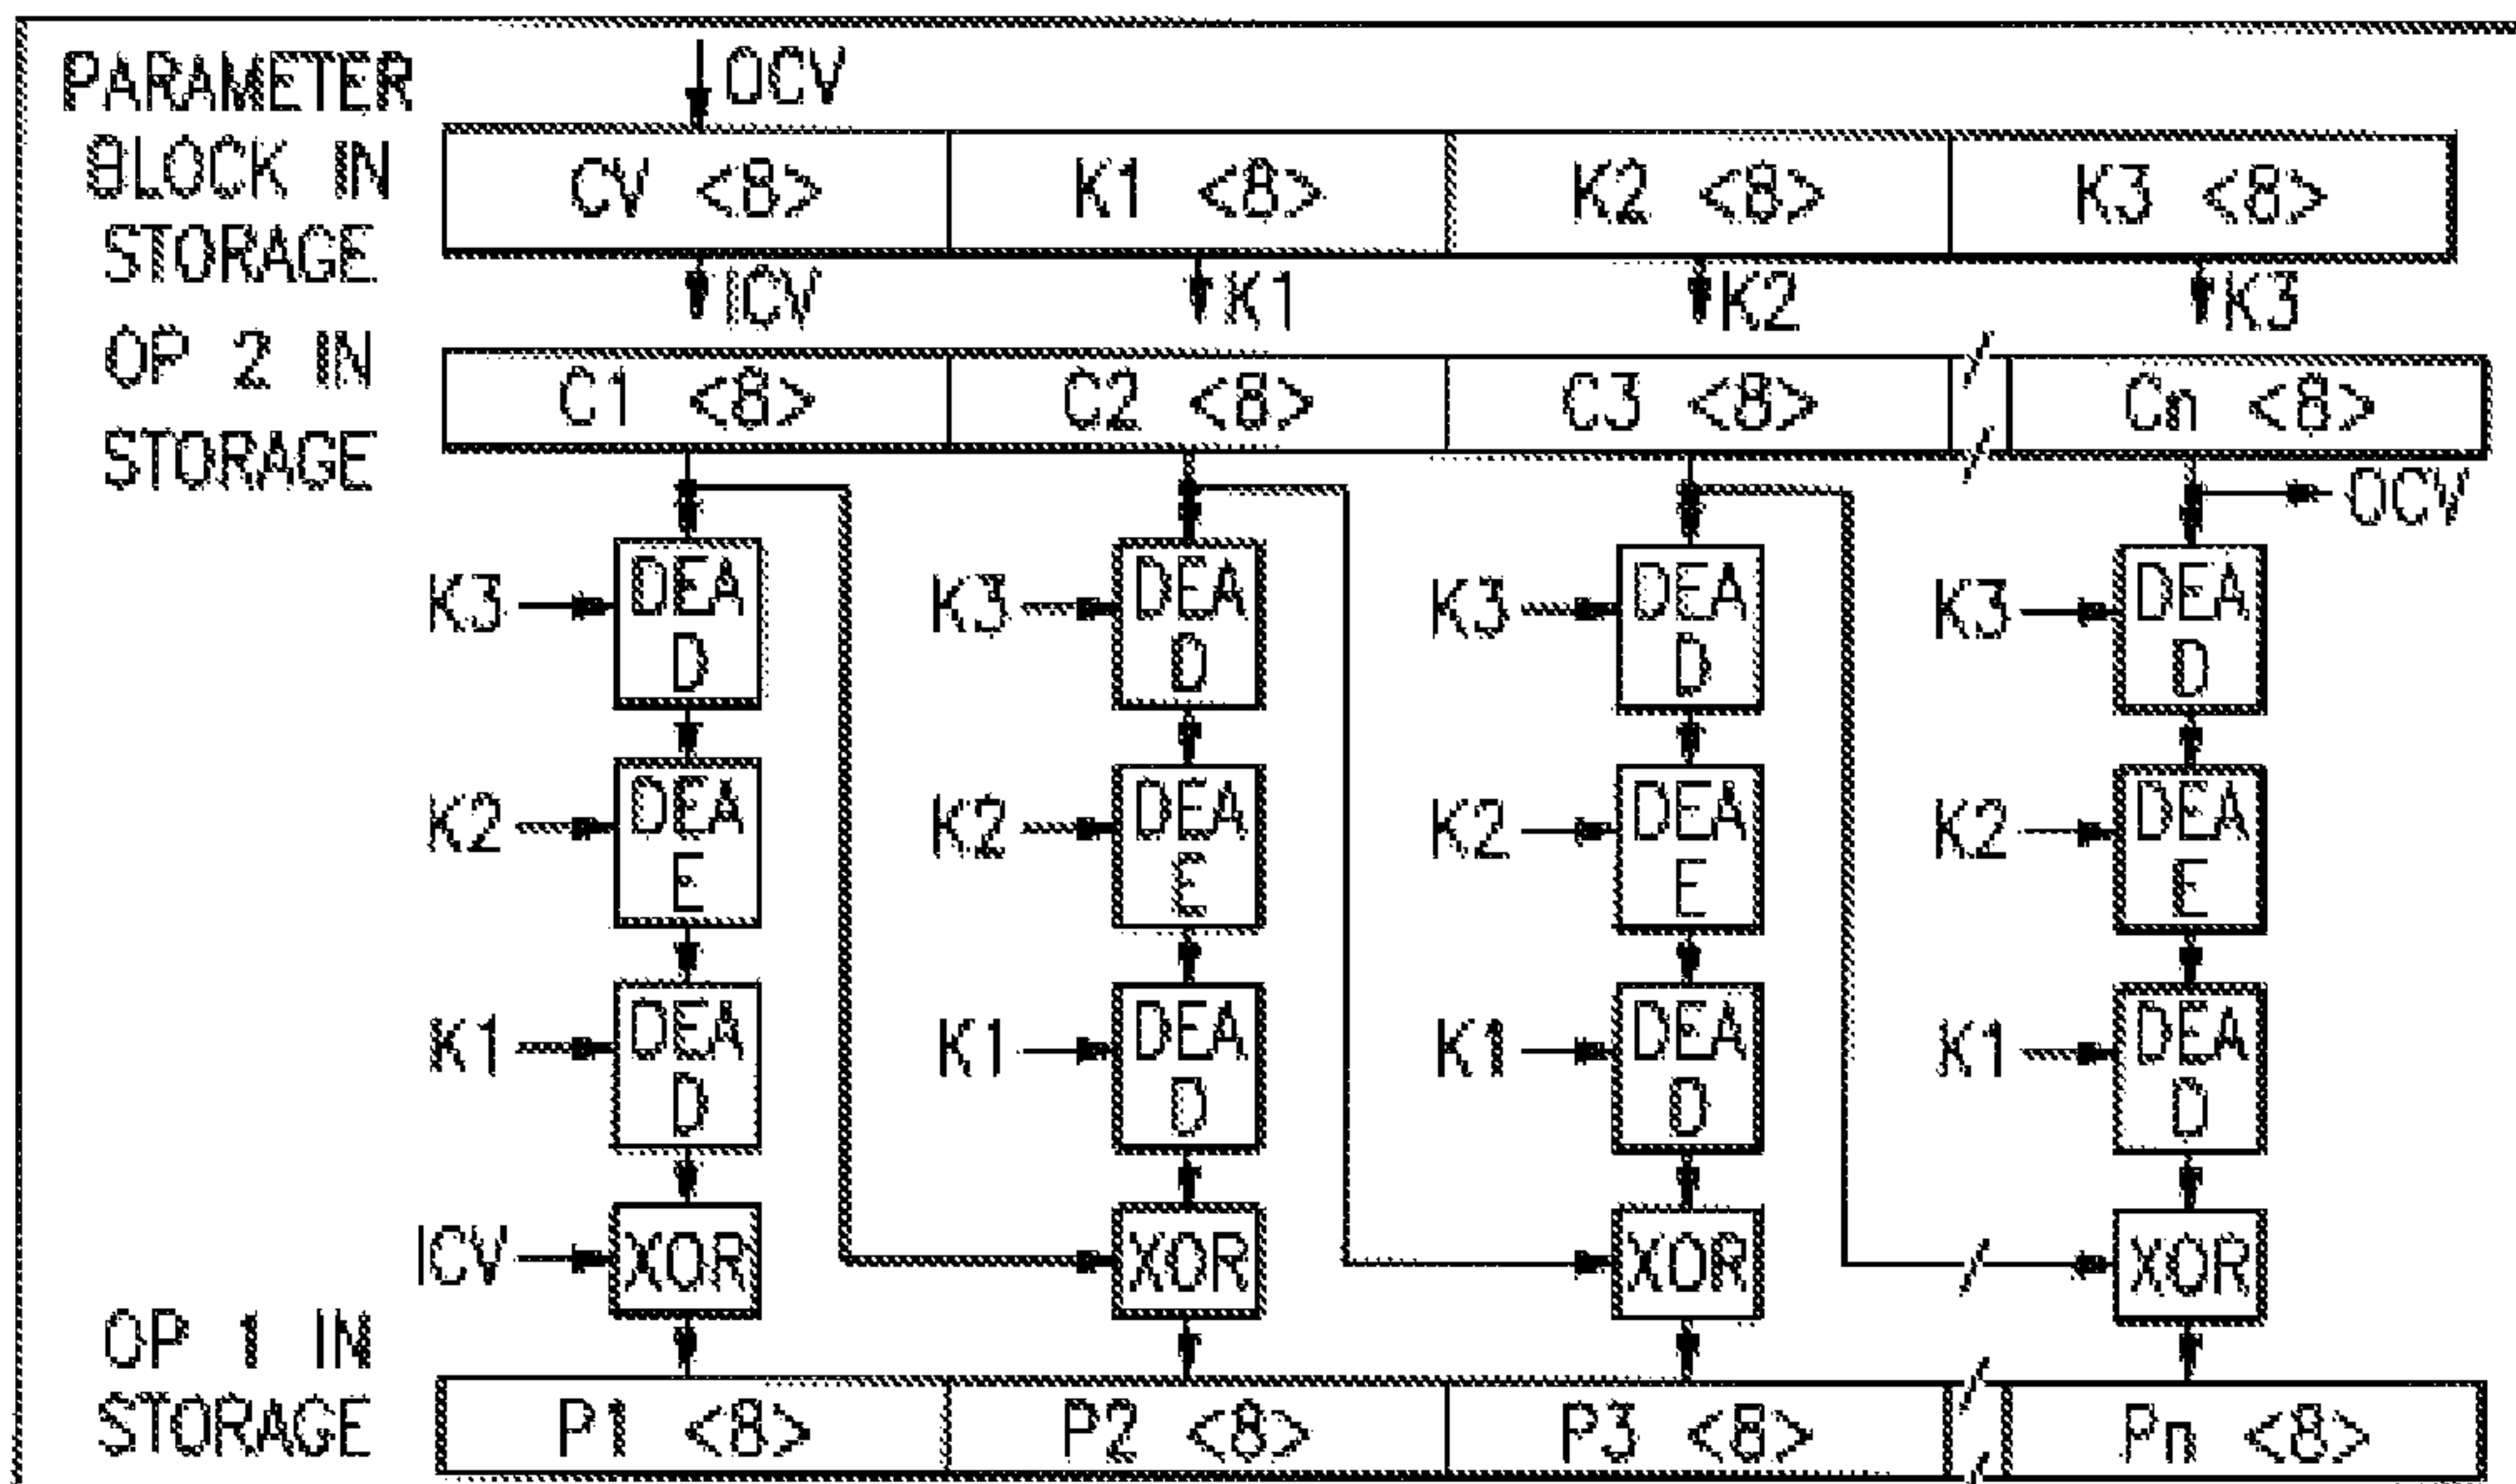 PARAMETER
BLOCK IN
STORAGE
OCV
CV <8> K1 <8> K2 <8> K3 <8>
ICV K1 K2 K3
OP 2 IN
STORAGE
C1 <8> C2 <8> C3 <8> Cn <8>
OCV
K3 DEA K3 DEA K3 DEA K3 DEA
D D D D
K2 DEA K2 DEA K2 DEA K2 DEA
E E E E
K1 DEA K1 DEA K1 DEA K1 DEA
D D D D
ICV XOR XOR XOR XOR
OP 1 IN
STORAGE
P1 <8> P2 <8> P3 <8> Pn <8>